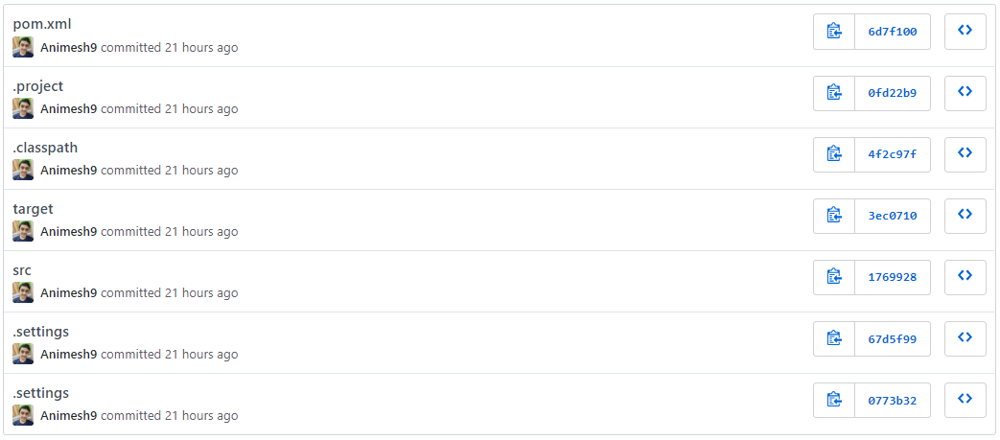 pom.xml
Animesh9 committed 21 hours ago
6d7f100
.project
Animesh9 committed 21 hours ago
0fd22b9
.classpath
Animesh9 committed 21 hours ago
4f2c97f
target
Animesh9 committed 21 hours ago
3ec0710
src
Animesh9 committed 21 hours ago
1769928
.settings
Animesh9 committed 21 hours ago
67d5f99
.settings
Animesh9 committed 21 hours ago
0773b32